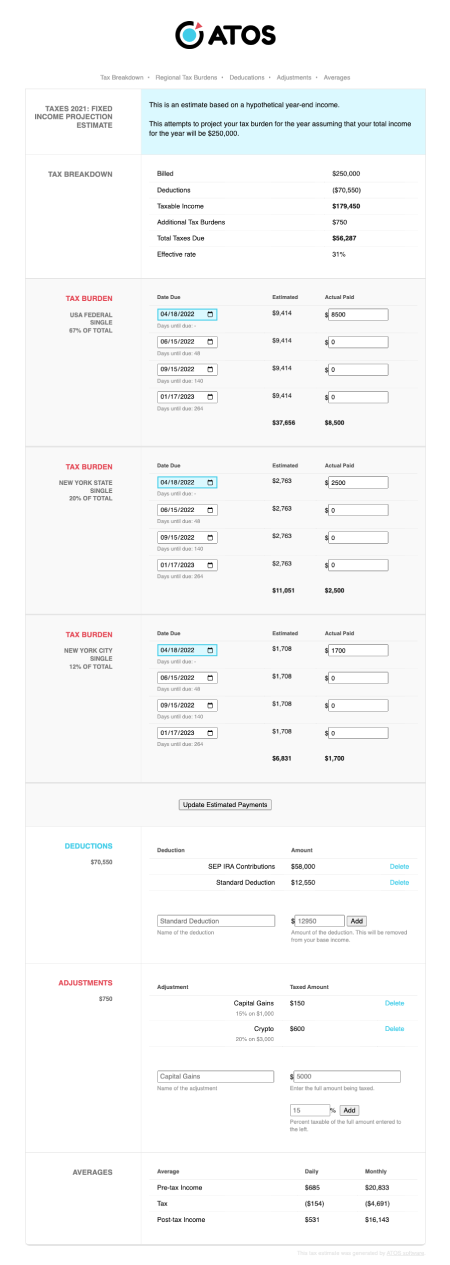 ATOS
Tax Breakdown • Regional Tax Burdens • Deducations • Adjustments • Averages
TAXES 2021: FIXED
INCOME PROJECTION
ESTIMATE
This is an estimate based on a hypothetical year-end income.
This attempts to project your tax burden for the year assuming that your total income
for the year will be $250,000.
TAX BREAKDOWN
Billed $250,000
Deductions ($70,550)
Taxable Income $179,450
Additional Tax Burdens $750
Total Taxes Due $56,287
Effective rate 31%
TAX BURDEN
USA FEDERAL
SINGLE
67% OF TOTAL
Date Due Estimated Actual Paid
04/18/2022 $9,414 $ 8500
Days until due: -
06/15/2022 $9,414 $ 0
Days until due: 48
09/15/2022 $9,414 $ 0
Days until due: 140
01/17/2023 $9,414 $ 0
Days until due: 264
$37,656 $8,500
TAX BURDEN
NEW YORK STATE
SINGLE
20% OF TOTAL
Date Due Estimated Actual Paid
04/18/2022 $2,763 $ 2500
Days until due: -
06/15/2022 $2,763 $ 0
Days until due: 48
09/15/2022 $2,763 $ 0
Days until due: 140
01/17/2023 $2,763 $ 0
Days until due: 264
$11,051 $2,500
TAX BURDEN
NEW YORK CITY
SINGLE
12% OF TOTAL
Date Due Estimated Actual Paid
04/18/2022 $1,708 $ 1700
Days until due: -
06/15/2022 $1,708 $ 0
Days until due: 48
09/15/2022 $1,708 $ 0
Days until due: 140
01/17/2023 $1,708 $ 0
Days until due: 264
$6,831 $1,700
Update Estimated Payments
DEDUCTIONS
$70,550
Deduction Amount
SEP IRA Contributions $58,000 Delete
Standard Deduction $12,550 Delete
Standard Deduction $ 12950 Add
Name of the deduction Amount of the deduction. This will be removed
from your base income.
ADJUSTMENTS
$750
Adjustment Taxed Amount
Capital Gains $150 Delete
15% on $1,000
Crypto $600 Delete
20% on $3,000
Capital Gains $ 5000
Name of the adjustment Enter the full amount being taxed.
15 % Add
Percent taxable of the full amount entered to
the left.
AVERAGES
Average Daily Monthly
Pre-tax Income $685 $20,833
Tax ($154) ($4,691)
Post-tax Income $531 $16,143
This tax estimate was generated by ATOS software